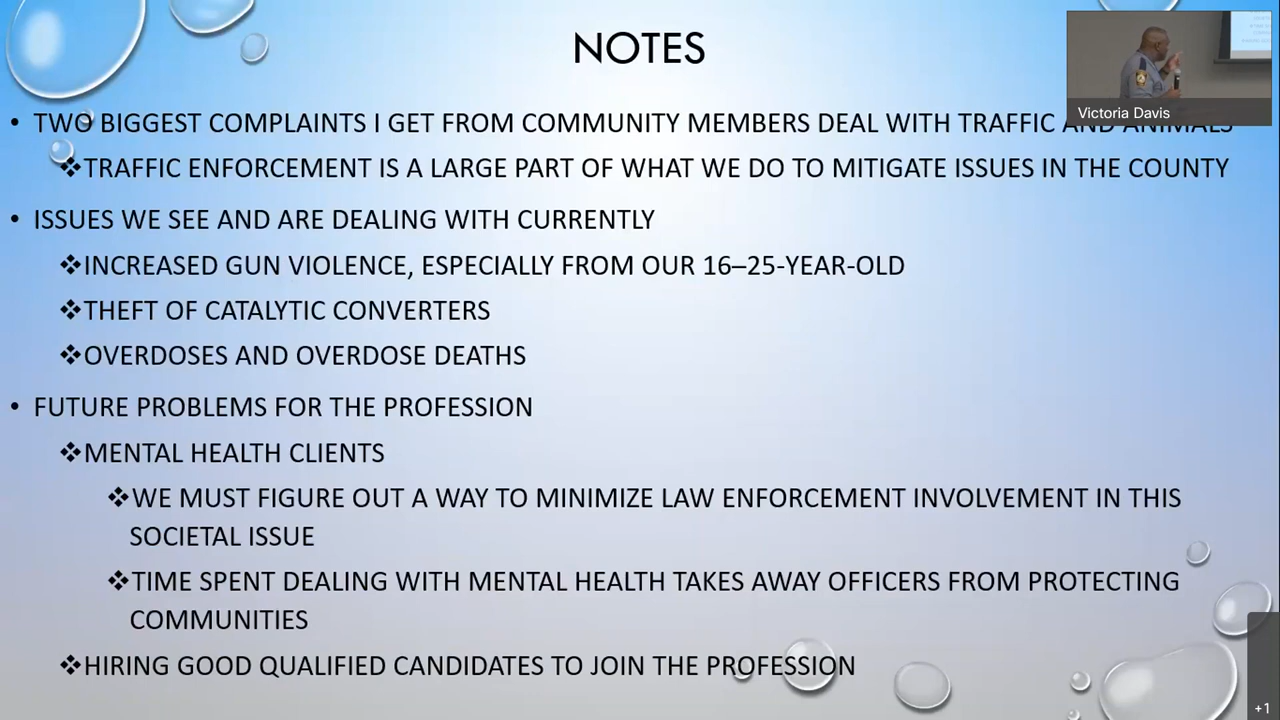 NOTES
Victoria Davis
• TWO BIGGEST COMPLAINTS I GET FROM COMMUNITY MEMBERS DEAL WITH TRAFFIC AND ANIMALS
❖TRAFFIC ENFORCEMENT IS A LARGE PART OF WHAT WE DO TO MITIGATE ISSUES IN THE COUNTY
• ISSUES WE SEE AND ARE DEALING WITH CURRENTLY
❖INCREASED GUN VIOLENCE, ESPECIALLY FROM OUR 16–25-YEAR-OLD
❖THEFT OF CATALYTIC CONVERTERS
❖OVERDOSES AND OVERDOSE DEATHS
• FUTURE PROBLEMS FOR THE PROFESSION
❖MENTAL HEALTH CLIENTS
❖WE MUST FIGURE OUT A WAY TO MINIMIZE LAW ENFORCEMENT INVOLVEMENT IN THIS
SOCIETAL ISSUE
❖TIME SPENT DEALING WITH MENTAL HEALTH TAKES AWAY OFFICERS FROM PROTECTING
COMMUNITIES
❖HIRING GOOD QUALIFIED CANDIDATES TO JOIN THE PROFESSION
+1